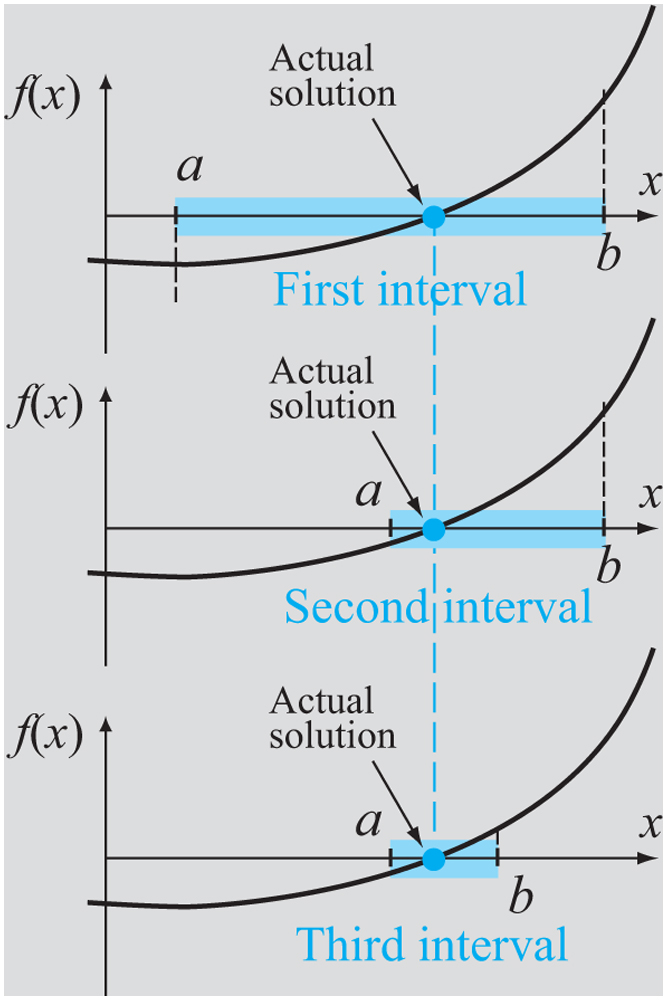 Actual
solution
f(x)
a
x
b
First interval
Actual
solution
f(x)
a
x
b
Second interval
Actual
solution
f(x)
a
x
b
Third interval